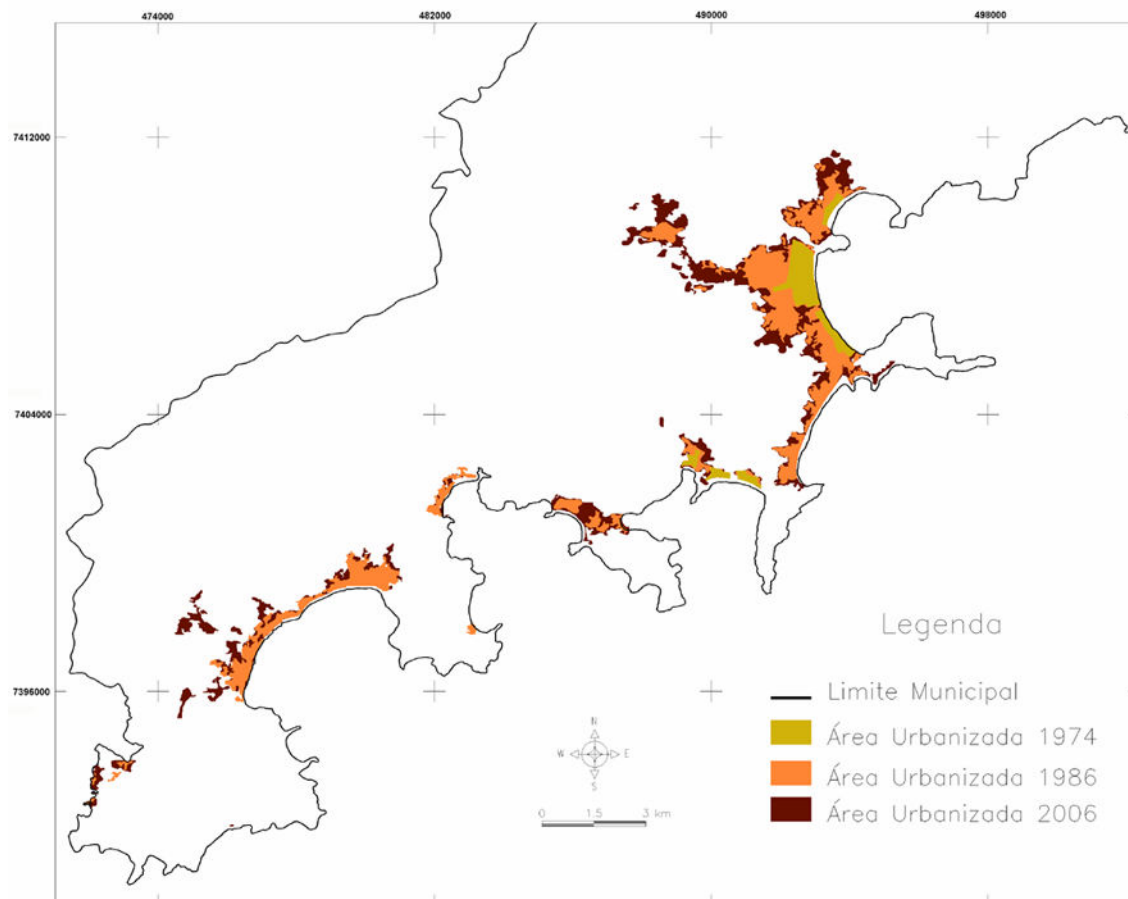 474000 482000 490000 498000
7412000
7404000
7396000
Legenda
Limite Municipal
Área Urbanizada 1974
Área Urbanizada 1986
Área Urbanizada 2006
N
W E
S
0 1.5 3 km